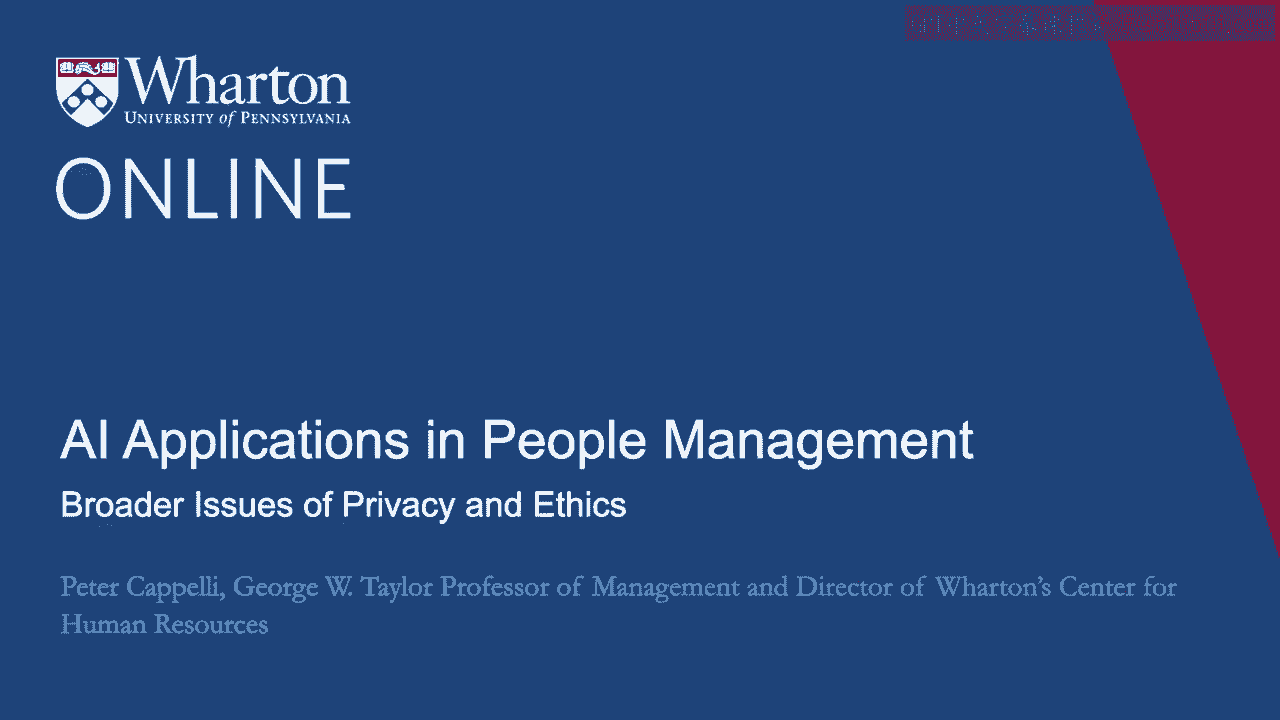 Wharton
UNIVERSITY of PENNSYLVANIA
ONLINE
AI Applications in People Management
Broader Issues of Privacy and Ethics
Peter Cappelli, George W. Taylor Professor of Management and Director of Wharton's Center for
Human Resources